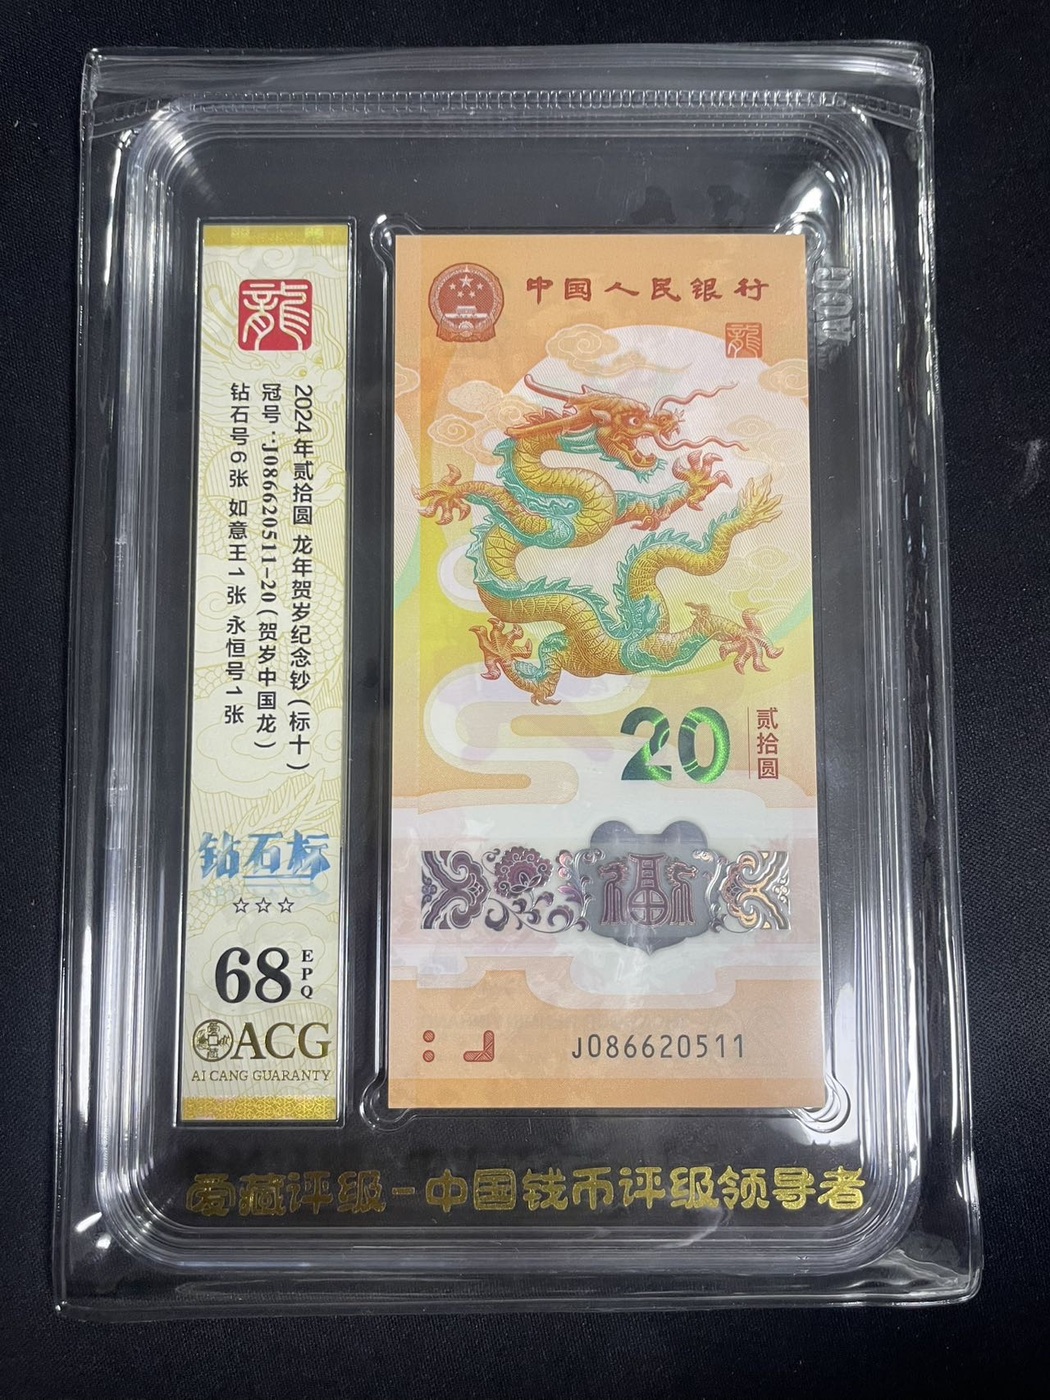 龍
2024年贰拾圆 龙年贺岁纪念钞(标十)
冠号:J086620511-20(贺岁中国龙)
钻石号6张 如意王1张 永恒号1张
钻石标
☆☆☆
68 EPQ
ACG
AI CANG GUARANTY
中国人民银行
龍
20 贰拾圆
福
J086620511
爱藏评级-中国钱币评级领导者